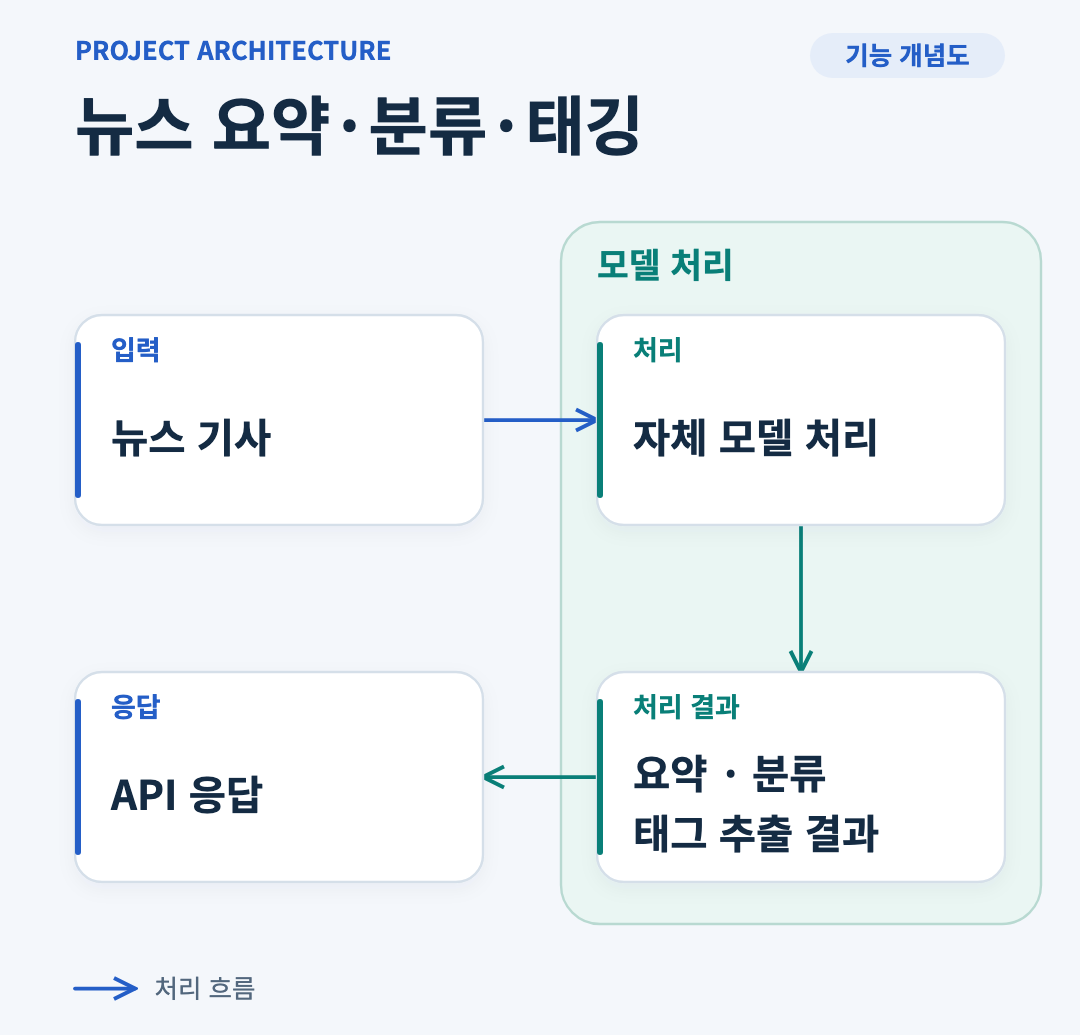 PROJECT ARCHITECTURE
기능 개념도
뉴스 요약·분류·태깅
모델 처리
입력
뉴스 기사
처리
자체 모델 처리
응답
API 응답
처리 결과
요약 · 분류
태그 추출 결과
처리 흐름